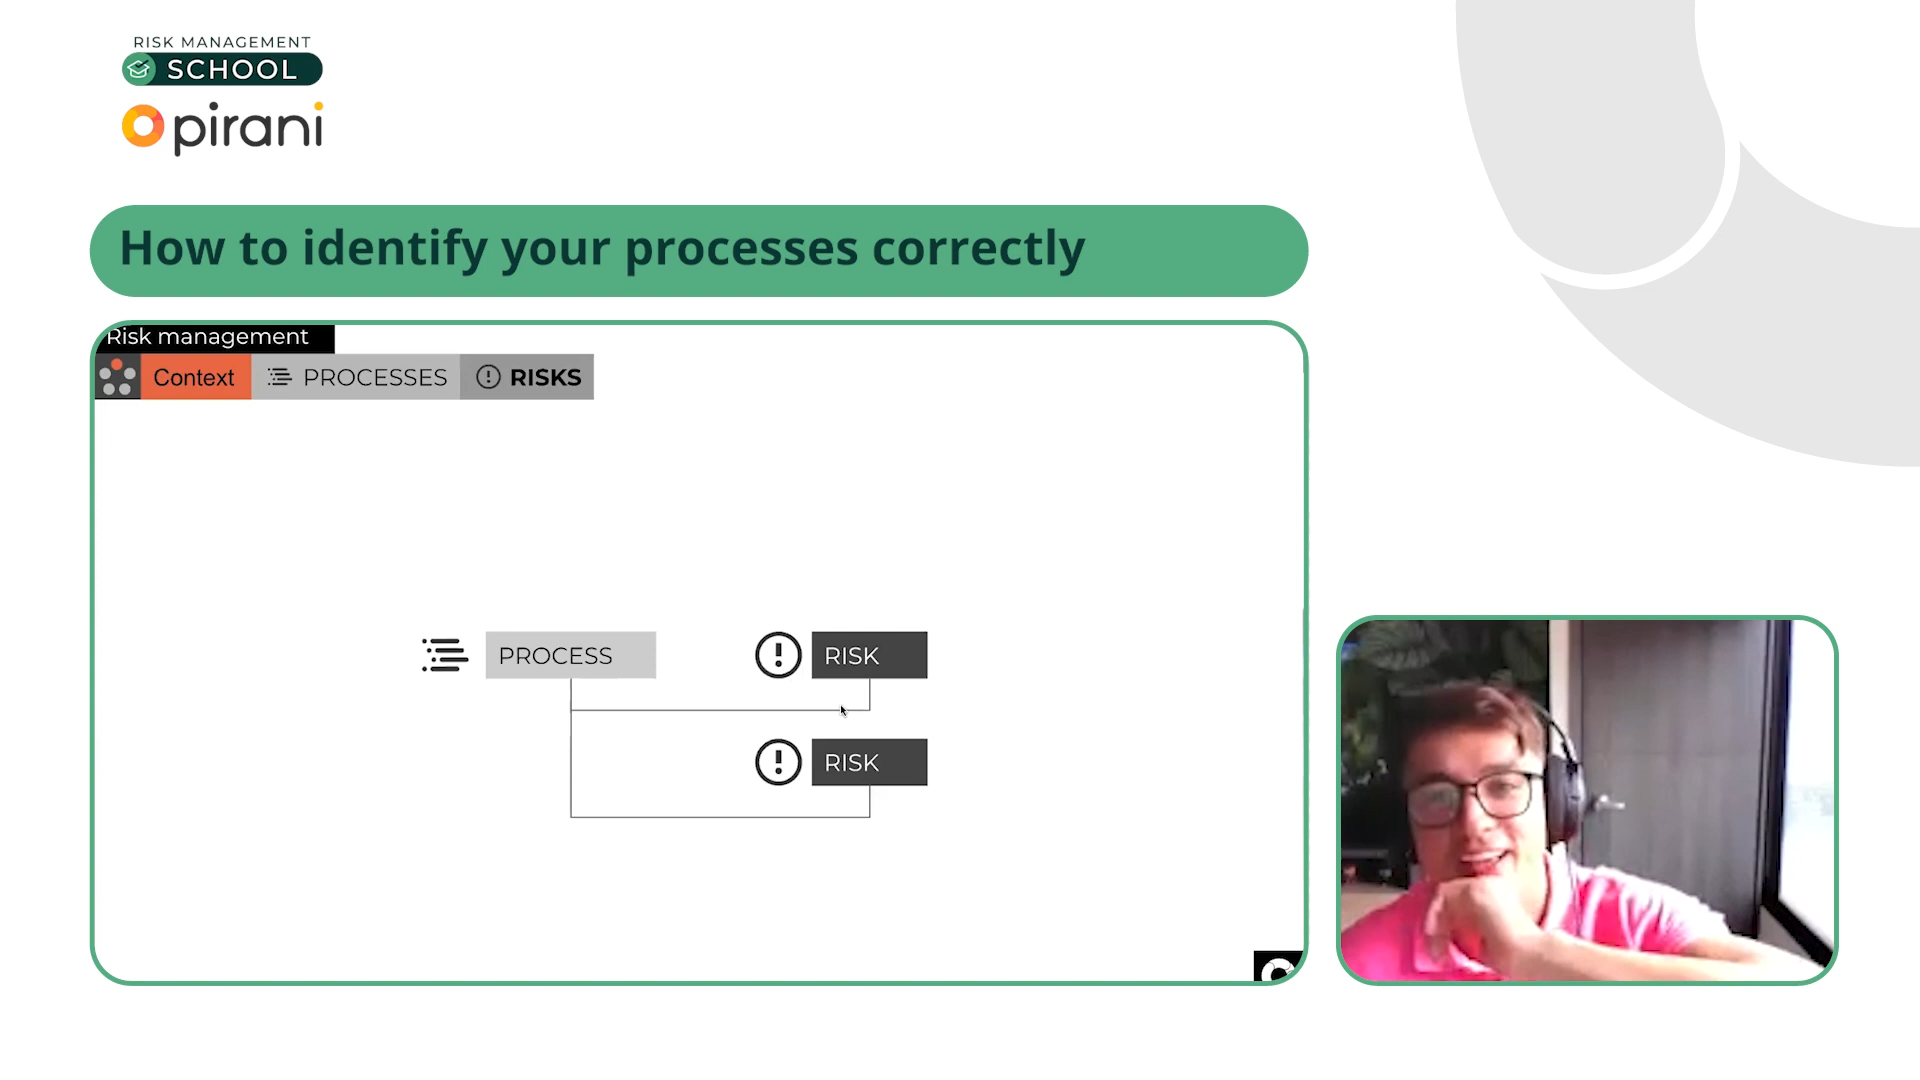 RISK MANAGEMENT
SCHOOL
pirani
How to identify your processes correctly
Risk management
Context PROCESSES RISKS
PROCESS RISK
RISK